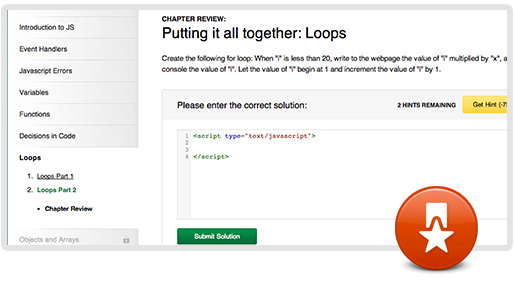 Introduction to JS
Event Handlers
Javascript Errors
Variables
Functions
Decisions in Code
Loops
1. Loops Part 1
2. Loops Part 2
• Chapter Review
Objects and Arrays
CHAPTER REVIEW:
Putting it all together: Loops
Create the following for loop: When "i" is less than 20, write to the webpage the value of "i" multiplied by "x", a
console the value of "i". Let the value of "i" begin at 1 and increment the value of "i" by 1.
Please enter the correct solution:
2 HINTS REMAINING
Get Hint (-7
1 <script type="text/javascript">
2
3
4 </script>
Submit Solution